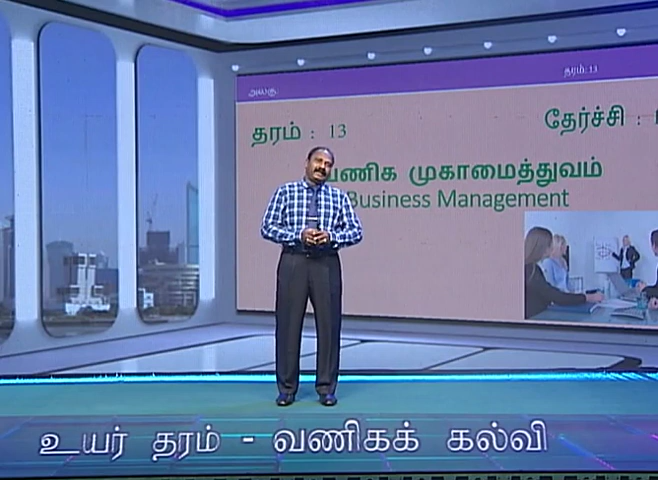 அலகு
தரம்: 13
தரம் : 13
தேர்ச்சி :
வணிக முகாமைத்துவம்
Business Management
உயர் தரம் - வணிகக் கல்வி